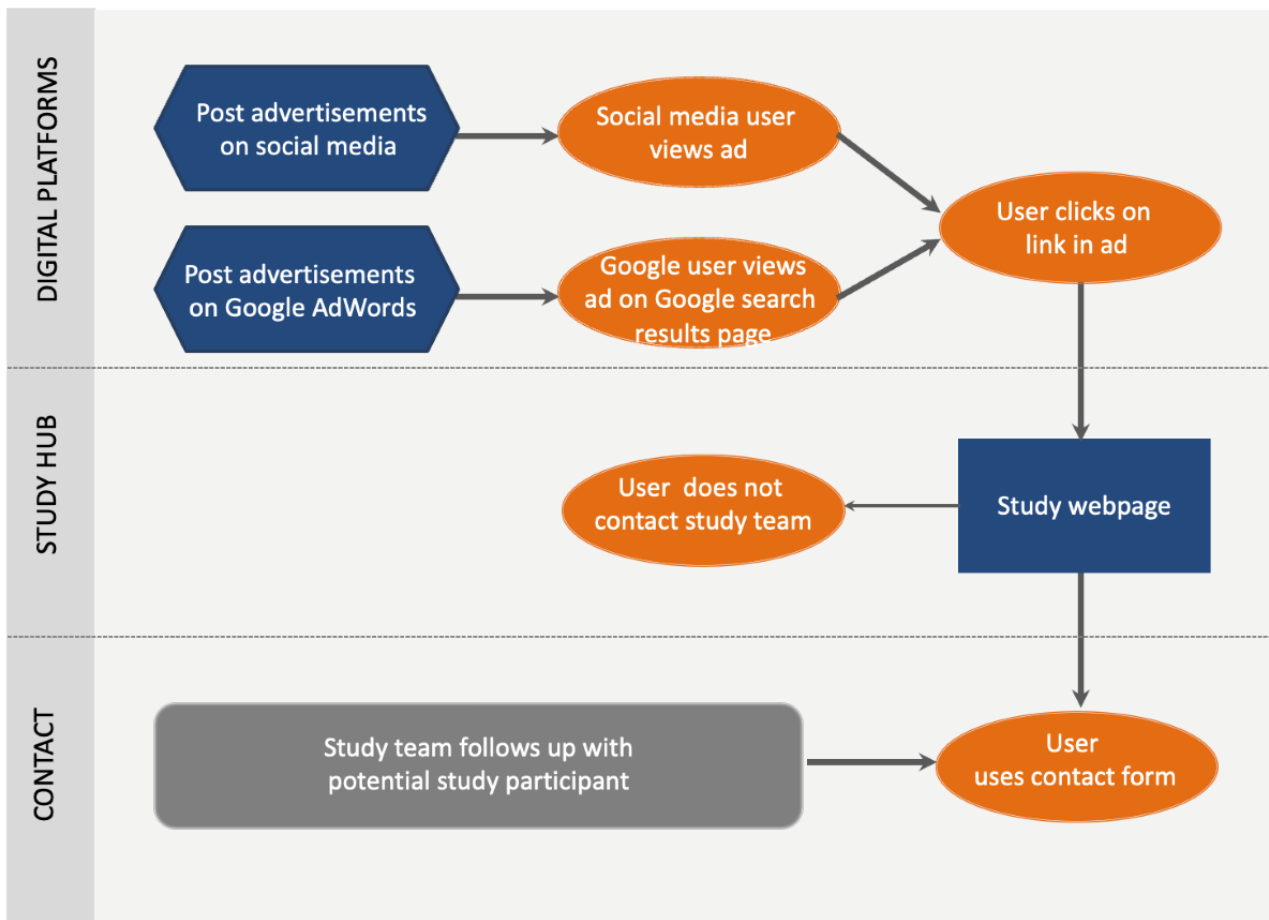 DIGITAL PLATFORMS
Post advertisements
on social media
Social media user
views ad
User clicks on
link in ad
Post advertisements
on Google AdWords
Google user views
ad on Google search
results page
STUDY HUB
User does not
contact study team
Study webpage
CONTACT
Study team follows up with
potential study participant
User
uses contact form